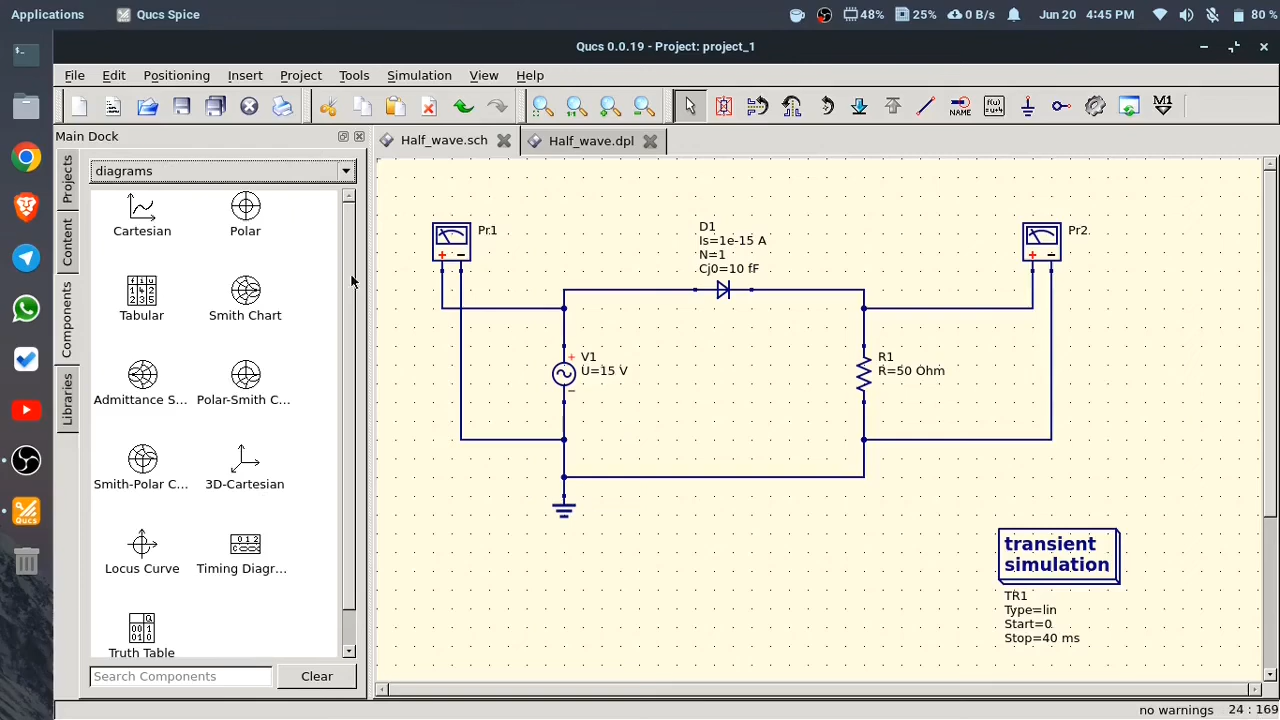 Applications
Qucs Spice
48%
25%
0 B/s
Jun 20
4:45 PM
80 %
Qucs 0.0.19 - Project: project_1
File
Edit
Positioning
Insert
Project
Tools
Simulation
View
Help
NAME
M1
Main Dock
Half_wave.sch
Half_wave.dpl
Projects
Content
Components
Libraries
diagrams
Cartesian
Polar
Tabular
Smith Chart
Admittance S...
Polar-Smith C...
Smith-Polar C...
3D-Cartesian
Locus Curve
Timing Diagr...
Truth Table
Search Components
Clear
Pr1
D1
Is=1e-15 A
N=1
Cj0=10 fF
Pr2
V1
U=15 V
R1
R=50 Ohm
transient
simulation
TR1
Type=lin
Start=0
Stop=40 ms
no warnings
24 : 169